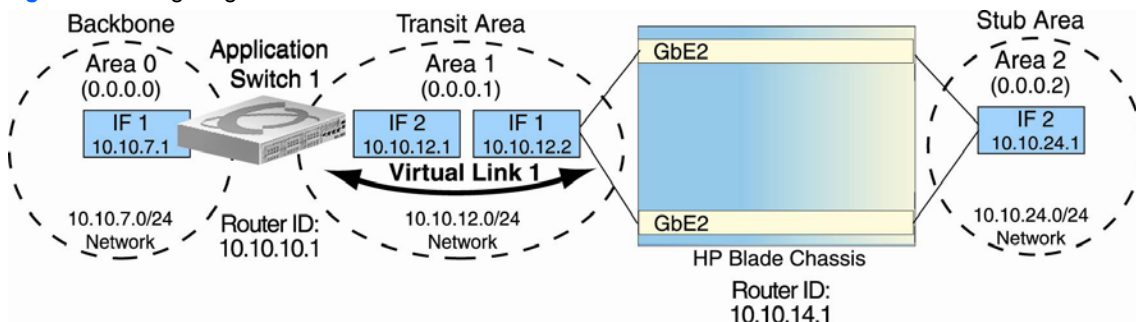 Backbone
Area 0
(0.0.0.0)
IF 1
10.10.7.1
10.10.7.0/24
Network
Application
Switch 1
Router ID:
10.10.10.1
Transit Area
Area 1
(0.0.0.1)
IF 2
10.10.12.1
IF 1
10.10.12.2
Virtual Link 1
10.10.12.0/24
Network
GbE2
GbE2
HP Blade Chassis
Router ID:
10.10.14.1
Stub Area
Area 2
(0.0.0.2)
IF 2
10.10.24.1
10.10.24.0/24
Network